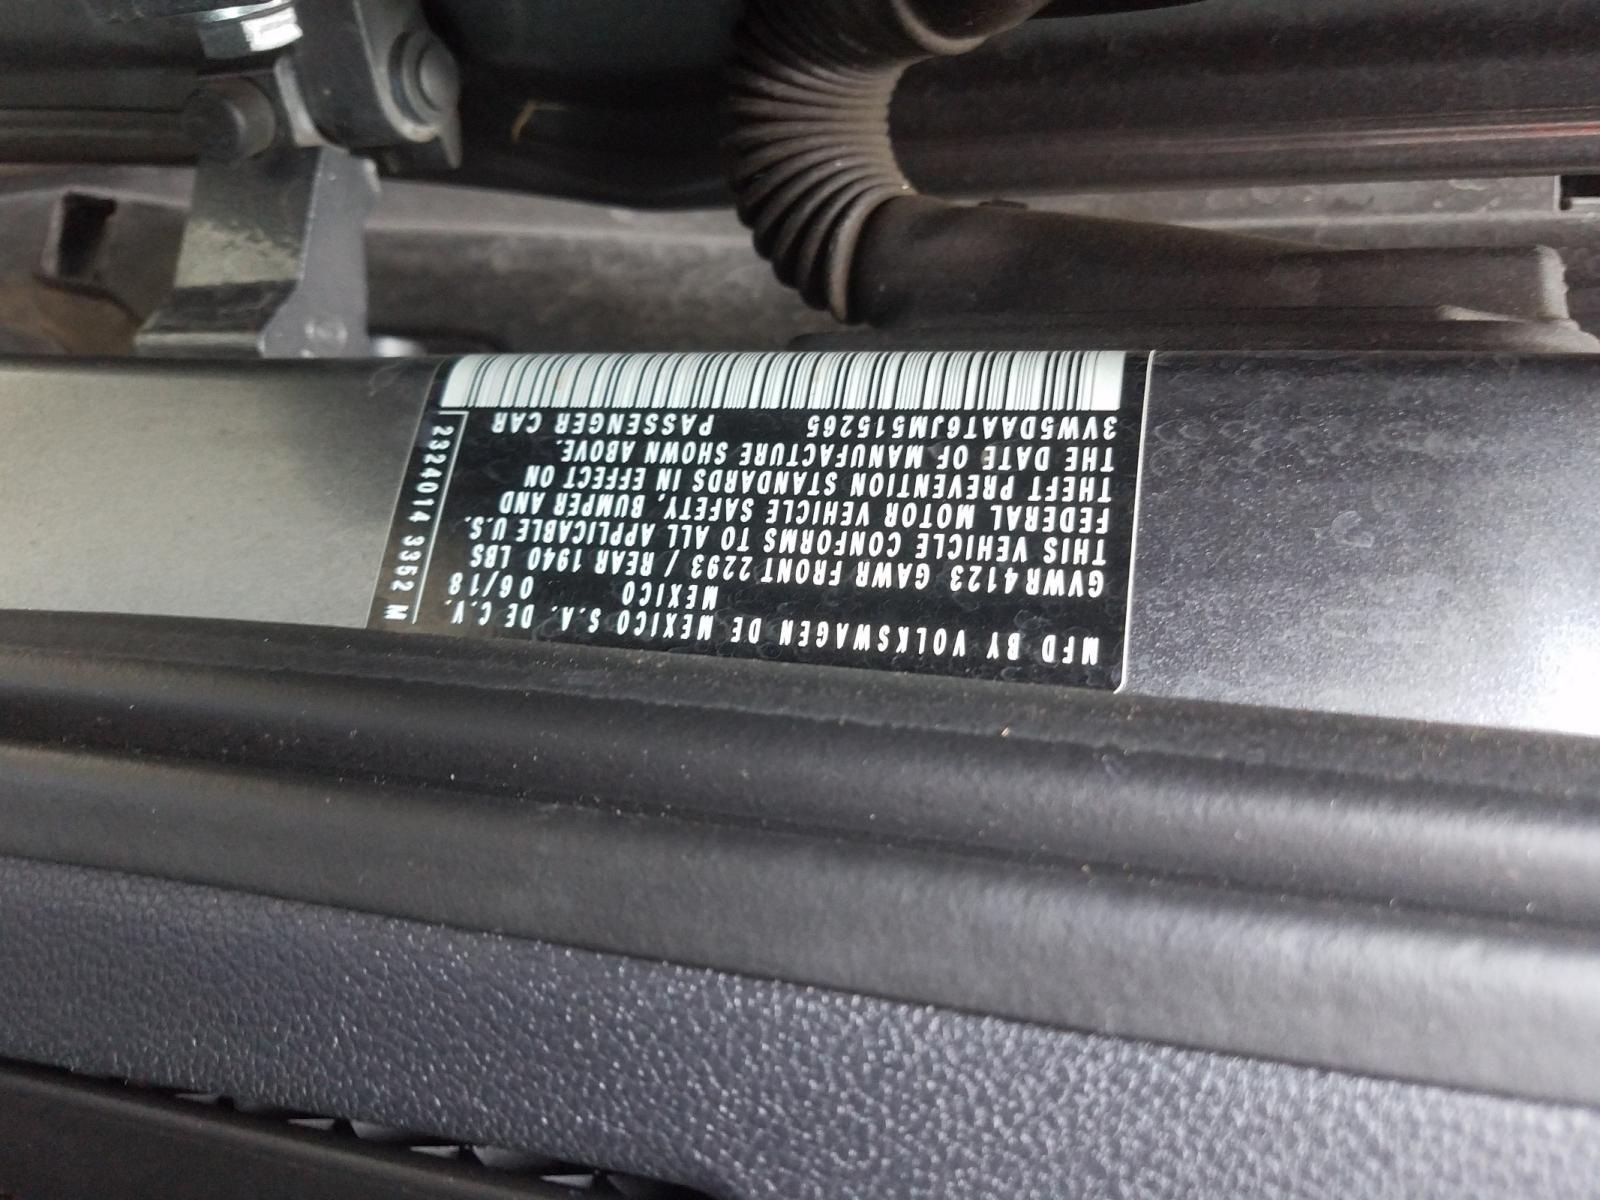 MFD BY VOLKSWAGEN DE MEXICO S.A. DE C.V.
MEXICO 06/18
GVWR 4123 GAWR FRONT 2293 / REAR 1940 LBS
THIS VEHICLE CONFORMS TO ALL APPLICABLE U.S.
FEDERAL MOTOR VEHICLE SAFETY, BUMPER AND
THEFT PREVENTION STANDARDS IN EFFECT ON
THE DATE OF MANUFACTURE SHOWN ABOVE.
3VW5DAAT6JM515265 PASSENGER CAR
2324014 3352 M